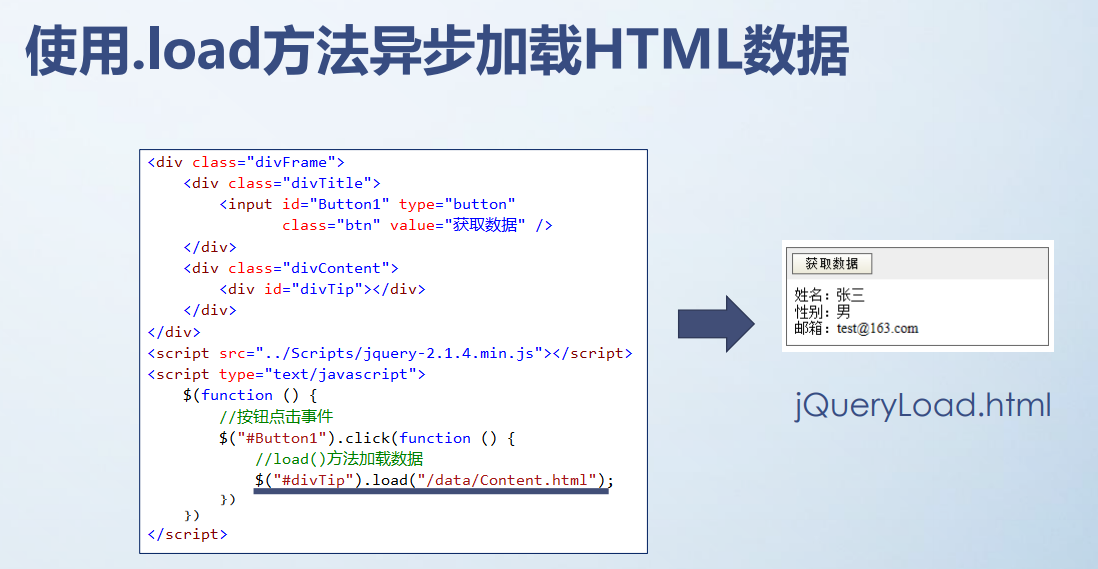 使用.load方法异步加载HTML数据
<div class="divFrame">
    <div class="divTitle">
        <input id="Button1" type="button"
               class="btn" value="获取数据" />
    </div>
    <div class="divContent">
        <div id="divTip"></div>
    </div>
</div>
<script src="../Scripts/jquery-2.1.4.min.js"></script>
<script type="text/javascript">
    $(function () {
        //按钮点击事件
        $("#Button1").click(function () {
            //load()方法加载数据
            $("#divTip").load("/data/Content.html");
        })
    })
</script>
获取数据
姓名：张三
性别：男
邮箱：test@163.com
jQueryLoad.html